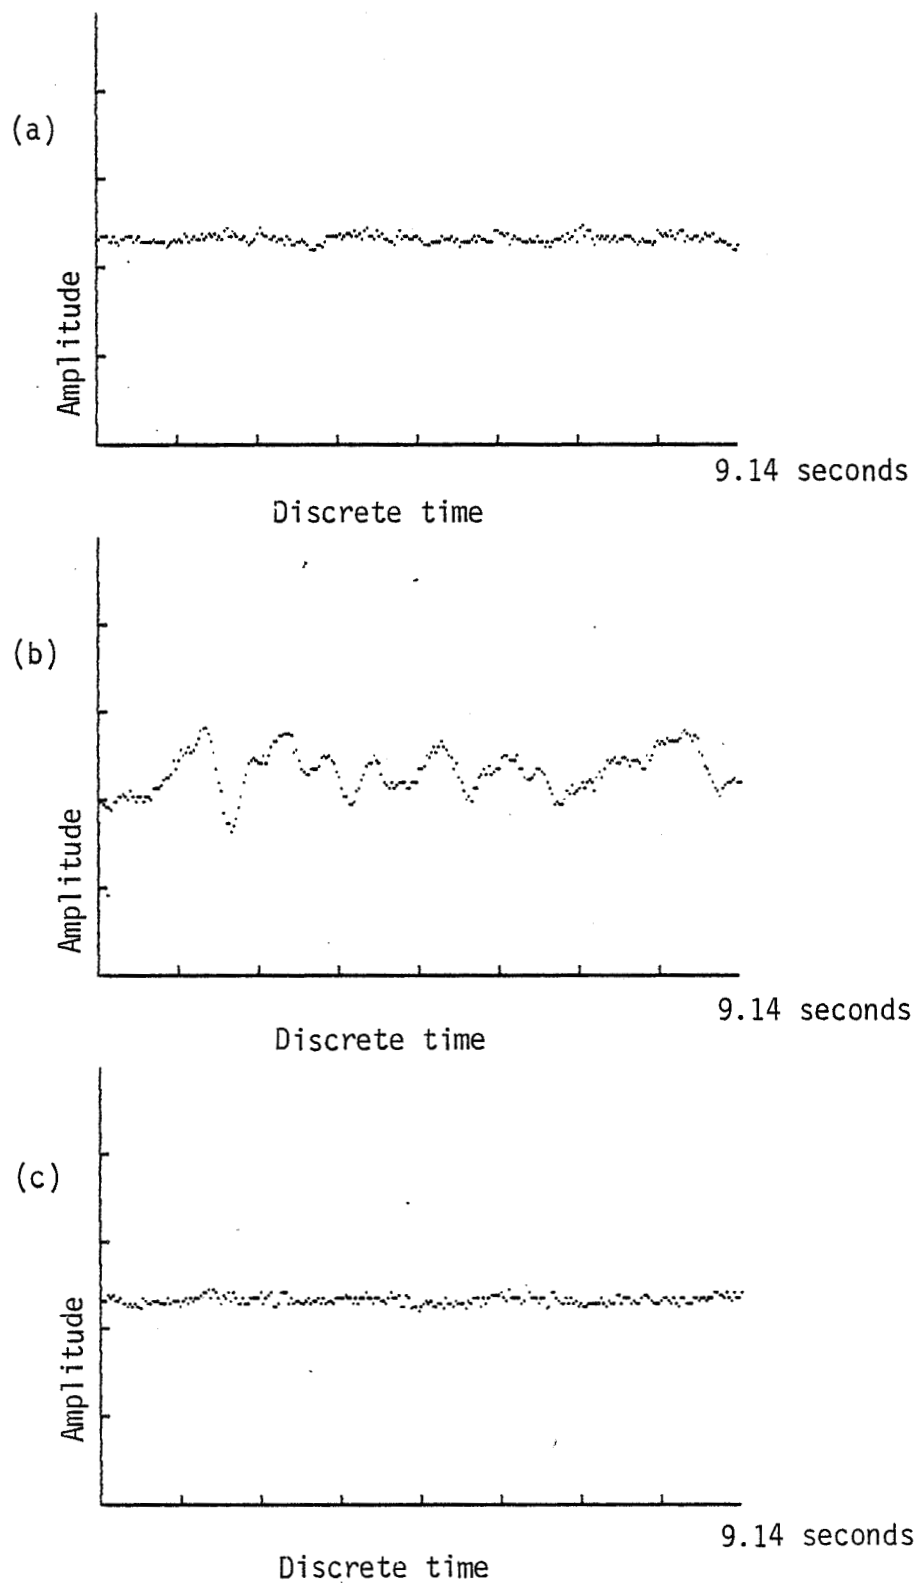 (a)
Amplitude
9.14 seconds
Discrete time
(b)
Amplitude
9.14 seconds
Discrete time
(c)
Amplitude
9.14 seconds
Discrete time